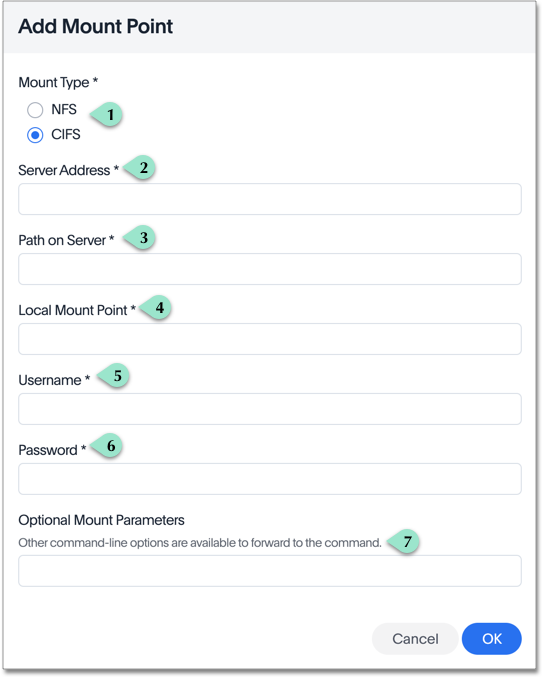 Add Mount Point
Mount Type *
NFS
1
CIFS
Server Address * 2
Path on Server * 3
Local Mount Point * 4
Username * 5
Password * 6
Optional Mount Parameters
Other command-line options are available to forward to the command. 7
Cancel OK